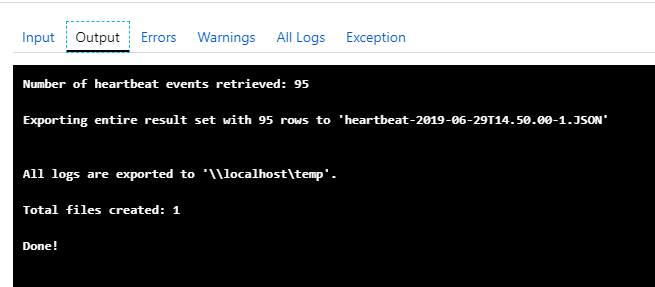 Input Output Errors Warnings All Logs Exception
Number of heartbeat events retrieved: 95
Exporting entire result set with 95 rows to 'heartbeat-2019-06-29T14.50.00-1.JSON'
All logs are exported to '\\localhost\temp'.
Total files created: 1
Done!